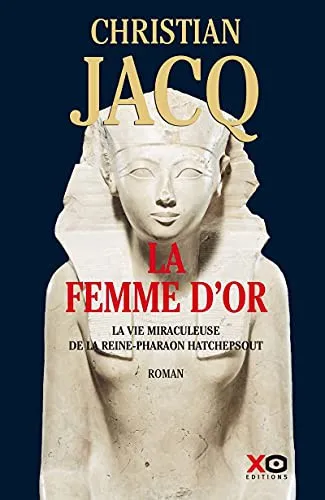 CHRISTIAN
JACQ
LA
FEMME D'OR
LA VIE MIRACULEUSE
DE LA REINE-PHARAON HATCHEPSOUT
ROMAN
XO
EDITIONS